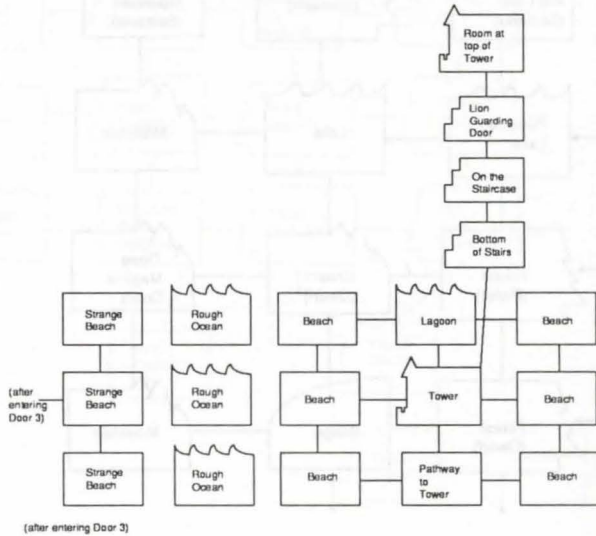 Room at
top of
Tower
Lion
Guarding
Door
On the
Staircase
Bottom
of Stairs
Strange
Beach
Rough
Ocean
Beach
Lagoon
Beach
(after
entering
Door 3)
Strange
Beach
Rough
Ocean
Beach
Tower
Beach
Strange
Beach
Rough
Ocean
Beach
Pathway
to
Tower
Beach
(after entering Door 3)